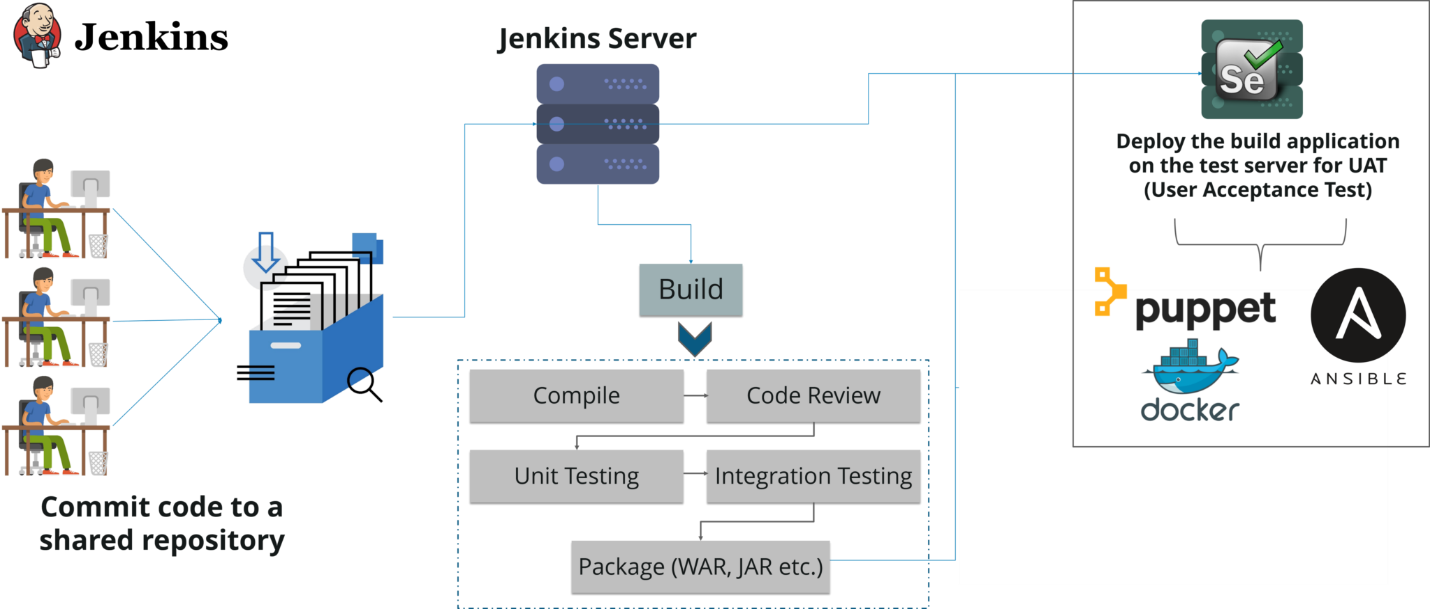 Jenkins
Jenkins Server
Se
Deploy the build application
on the test server for UAT
(User Acceptance Test)
Build
puppet
ANSIBLE
docker
Compile
Code Review
Unit Testing
Integration Testing
Package (WAR, JAR etc.)
Commit code to a
shared repository